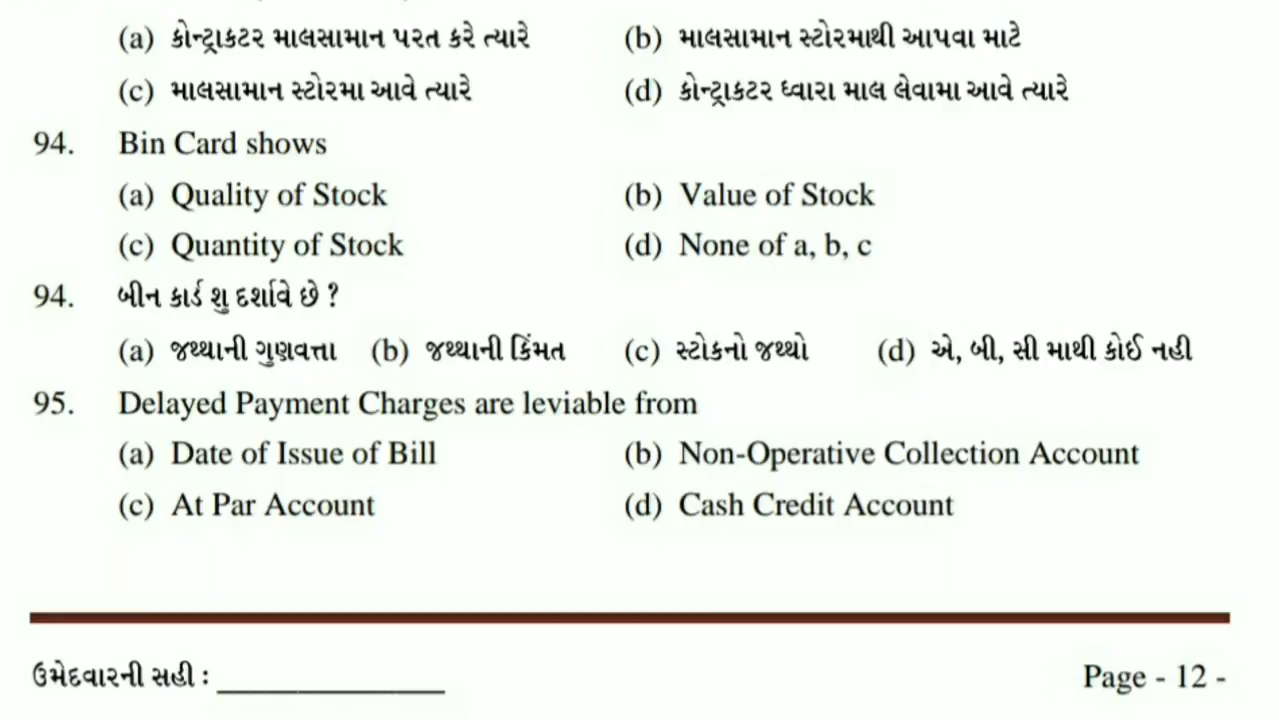 (a) કોન્ટ્રાકટર માલસામાન પરત કરે ત્યારે (b) માલસામાન સ્ટોરમાથી આપવા માટે
(c) માલસામાન સ્ટોરમા આવે ત્યારે (d) કોન્ટ્રાકટર ધ્વારા માલ લેવામા આવે ત્યારે
94. Bin Card shows
(a) Quality of Stock (b) Value of Stock
(c) Quantity of Stock (d) None of a, b, c
94. બીન કાર્ડ શુ દર્શાવે છે ?
(a) જથ્થાની ગુણવત્તા (b) જથ્થાની કિંમત (c) સ્ટોકનો જથ્થો (d) એ, બી, સી માથી કોઈ નહી
95. Delayed Payment Charges are leviable from
(a) Date of Issue of Bill (b) Non-Operative Collection Account
(c) At Par Account (d) Cash Credit Account
ઉમેદવારની સહી : ______________ Page - 12 -